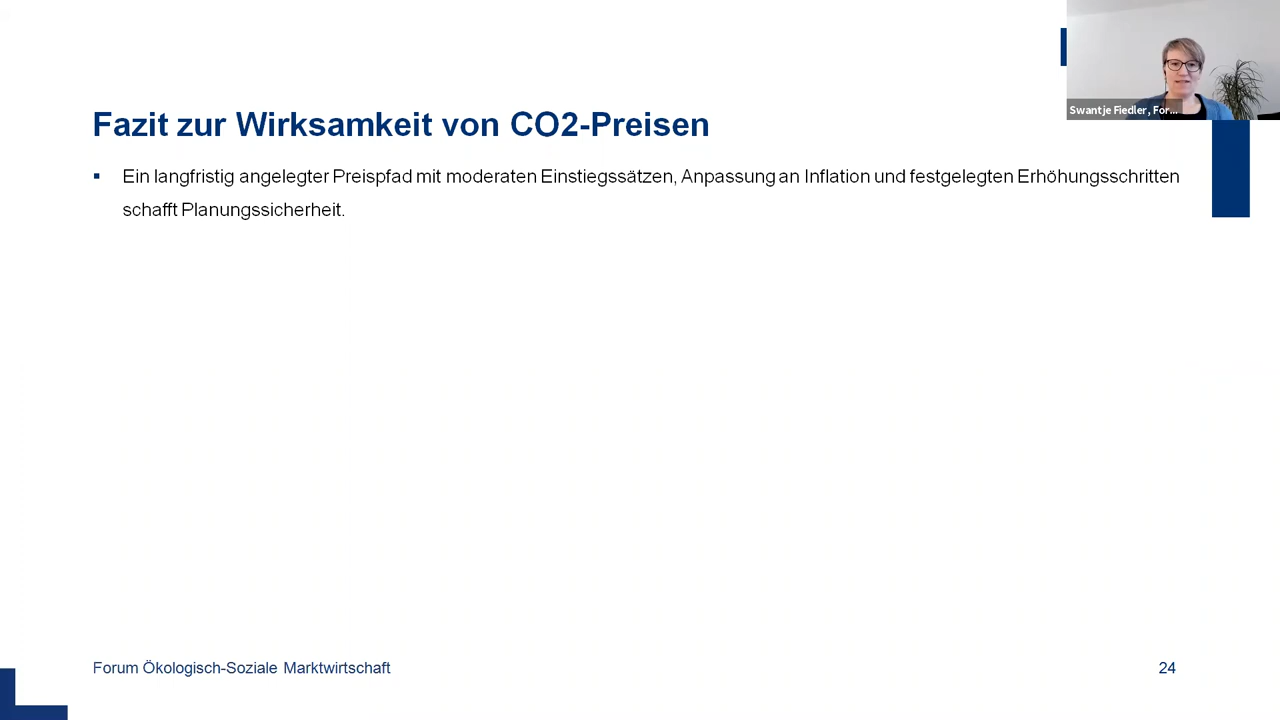 Swantje Fiedler, For...
Fazit zur Wirksamkeit von CO2-Preisen
▪ Ein langfristig angelegter Preispfad mit moderaten Einstiegssätzen, Anpassung an Inflation und festgelegten Erhöhungsschritten
schafft Planungssicherheit.
Forum Ökologisch-Soziale Marktwirtschaft
24